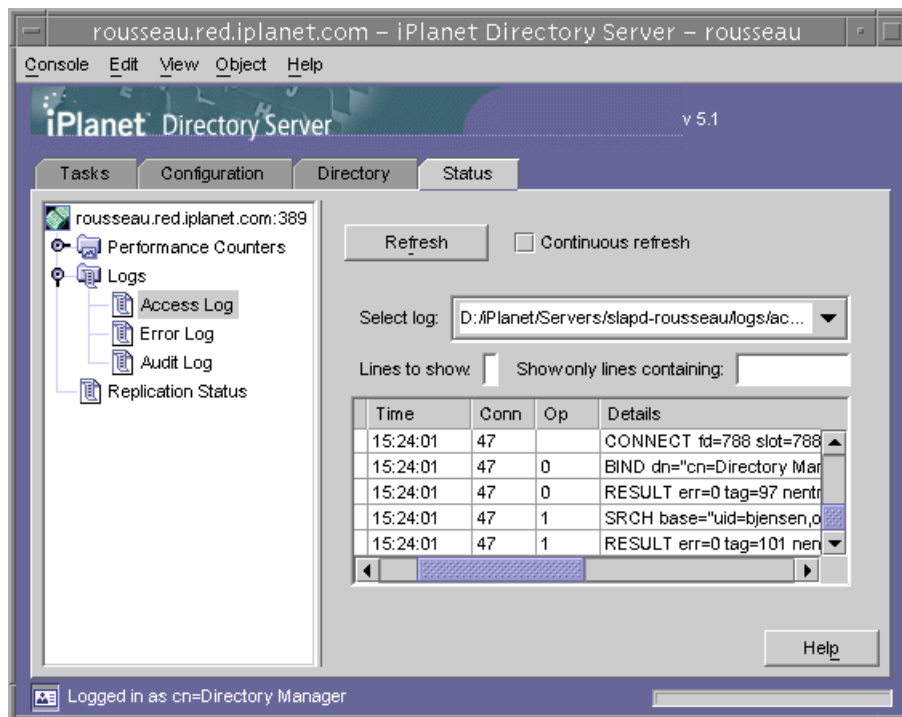 rousseau.red.iplanet.com – iPlanet Directory Server – rousseau
Console Edit View Object Help
iPlanet Directory Server
v 5.1
Tasks Configuration Directory Status
rousseau.red.iplanet.com:389
Performance Counters
Logs
Access Log
Error Log
Audit Log
Replication Status
Refresh Continuous refresh
Select log: D:/iPlanet/Servers/slapd-rousseau/logs/ac...
Lines to show: Show only lines containing:
Time Conn Op Details
15:24:01 47 CONNECT fd=788 slot=788
15:24:01 47 0 BIND dn="cn=Directory Mar
15:24:01 47 0 RESULT err=0 tag=97 nentr
15:24:01 47 1 SRCH base="uid=bjensen,o
15:24:01 47 1 RESULT err=0 tag=101 nen
Help
Logged in as cn=Directory Manager